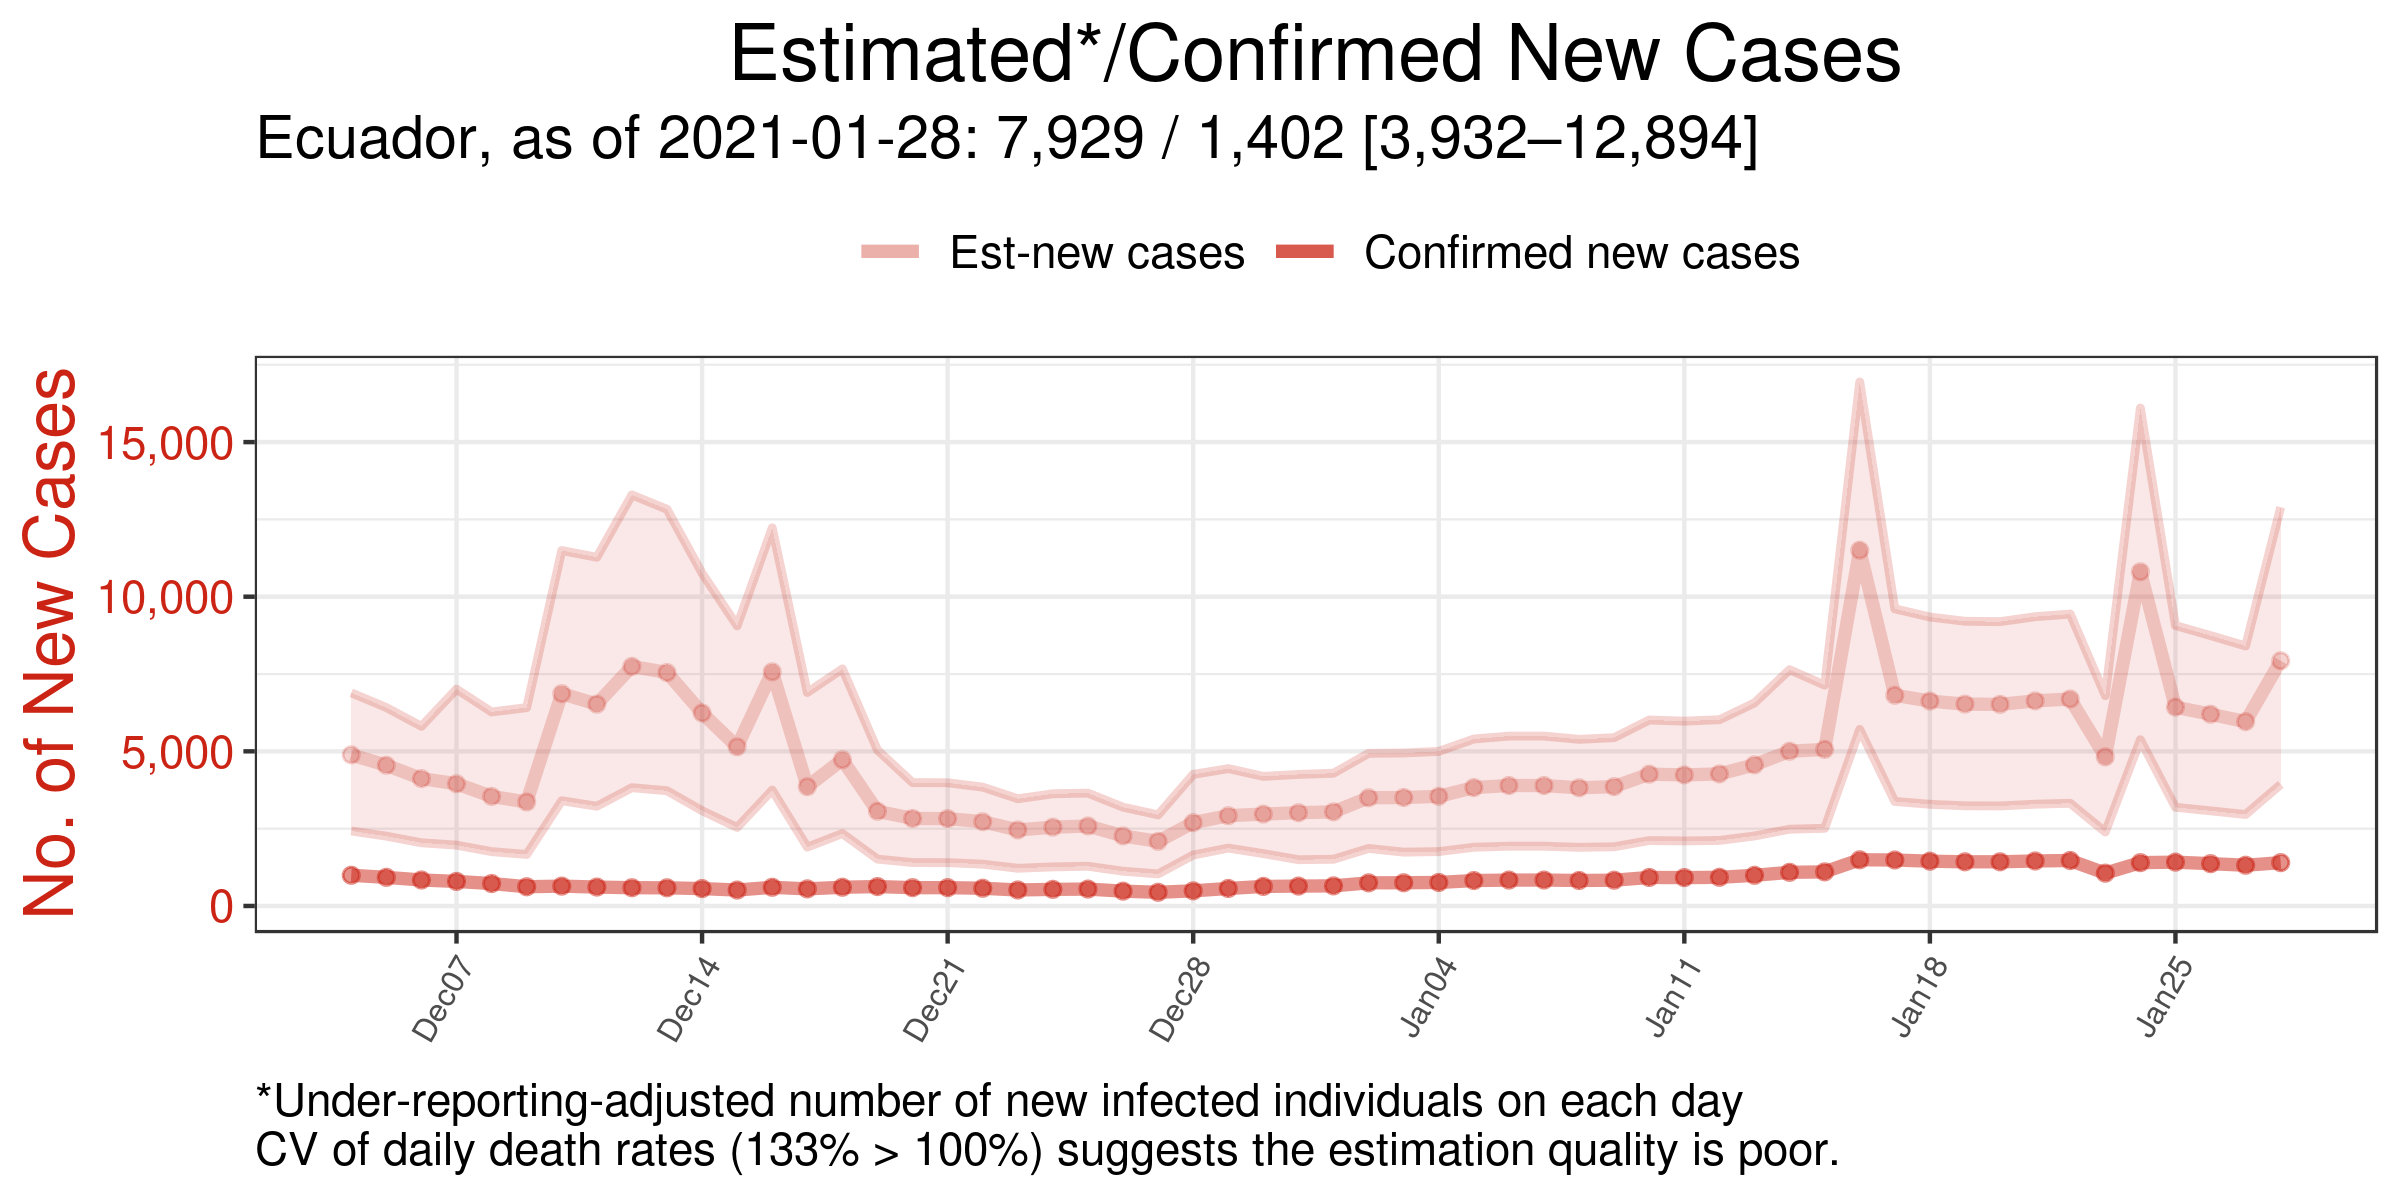 Estimated*/Confirmed New Cases
Ecuador, as of 2021-01-28: 7,929 / 1,402 [3,932–12,894]
Est-new cases Confirmed new cases
No. of New Cases
15,000
10,000
5,000
0
Dec07 Dec14 Dec21 Dec28 Jan04 Jan11 Jan18 Jan25
*Under-reporting-adjusted number of new infected individuals on each day
CV of daily death rates (133% > 100%) suggests the estimation quality is poor.